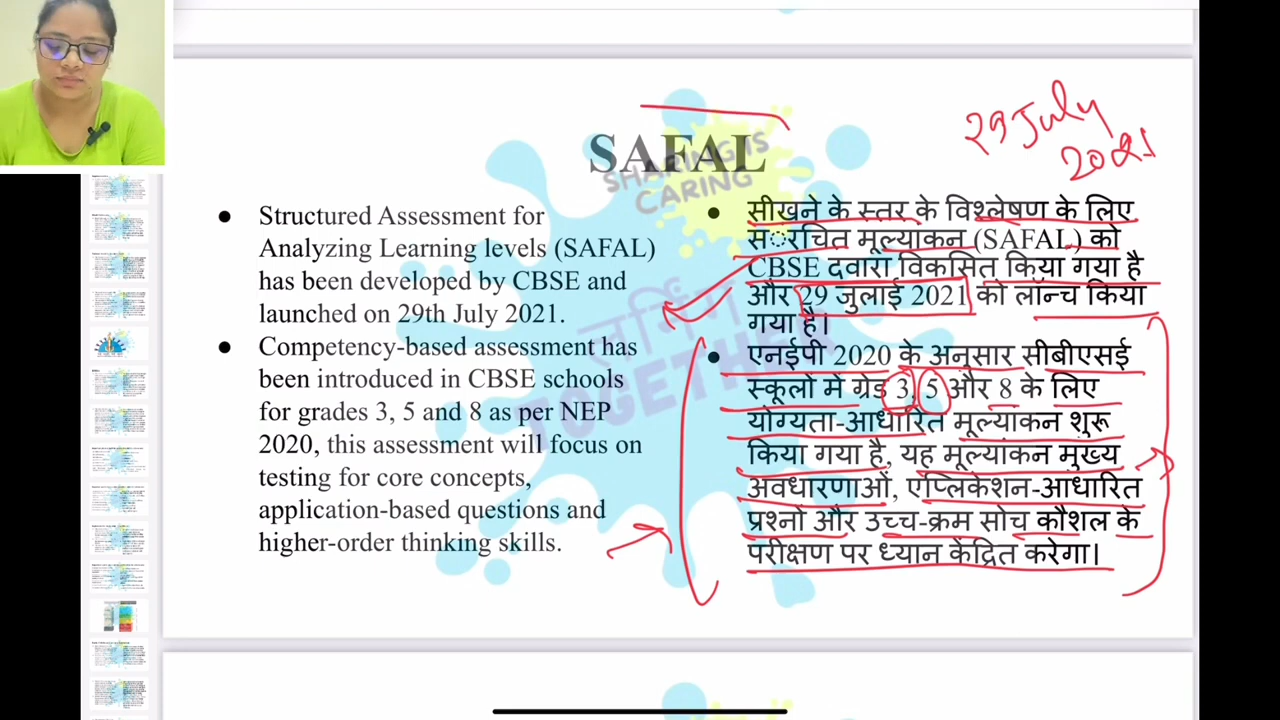 SAFAL
29 July
2021
SHARING IS
CARING
Structured Assessment for
Analyzing Learning levels (SAFAL)
has been developed by CBSE and
launched on 29th July 2021.
Competency-based assessment has
been introduced in CBSE schools
for grades 3, 5 and 8 as per NEP
2020, this assessment will focus on
testing for core concepts,
application-based questions and
higher-order thinking skills.
सीखने के स्तर के विश्लेषण के लिए
स◌ंरचित मूल्यांकन (SAFAL) को
CBSE द्वारा विकसित किया गया है
और 29 जुलाई 2021 को लॉन्च किया
गया है।
एनईपी 2020 के अनुसार सीबीएसई
स्कूलों में ग्रेड 3, 5 और 8 के लिए
योग्यता-आधारित मूल्यांकन शुरू
किया गया है, यह मूल्यांकन मुख्य
अवधारणाओं, एप्लिकेशन-आधारित
प्रश्नों और उच्च-क्रम सोच कौशल के
परीक्षण पर ध्यान केंद्रित करेगा।